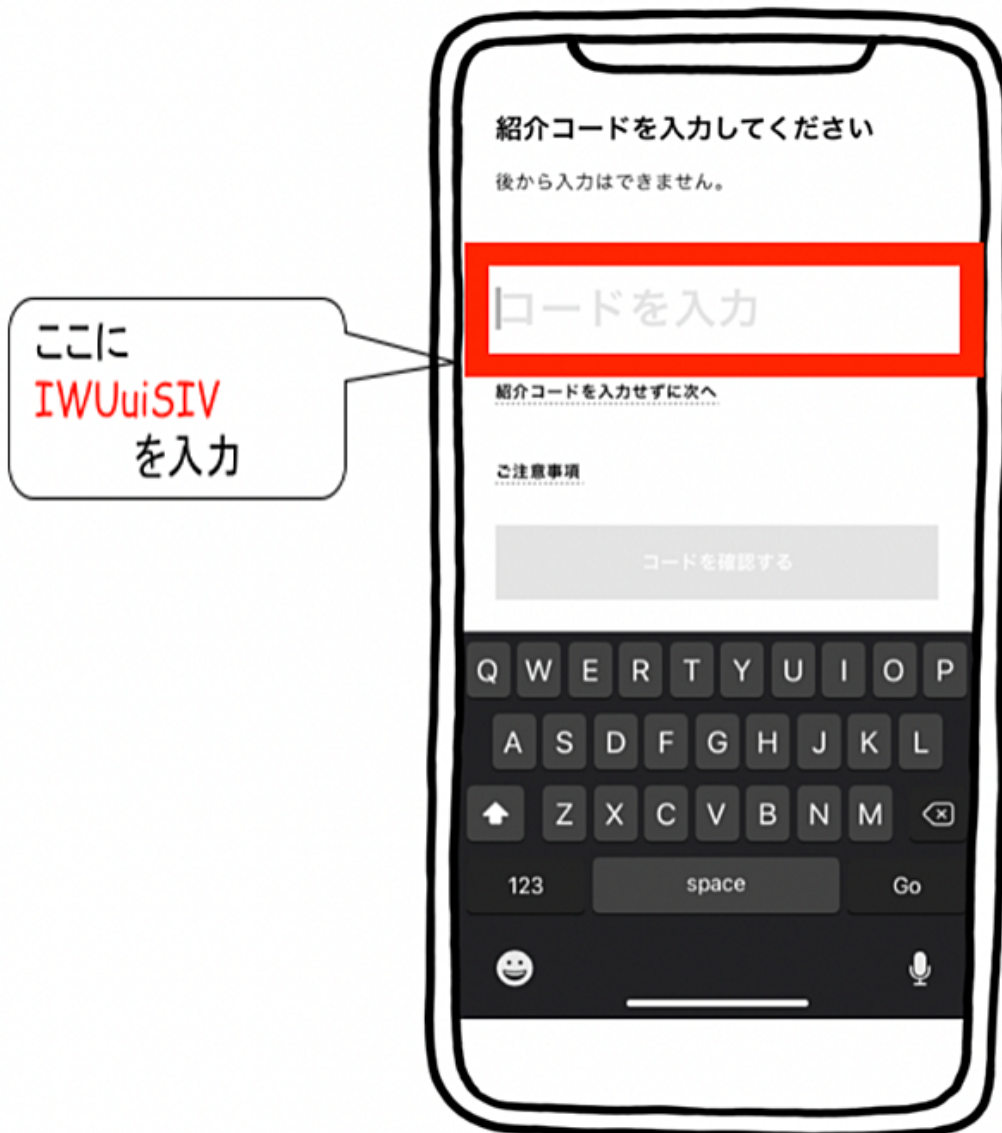 紹介コードを入力してください
後から入力はできません。
コードを入力
ここに
IWUuiSIV
を入力
紹介コードを入力せずに次へ
ご注意事項
コードを確認する
Q W E R T Y U I O P
A S D F G H J K L
Z X C V B N M
123 space Go